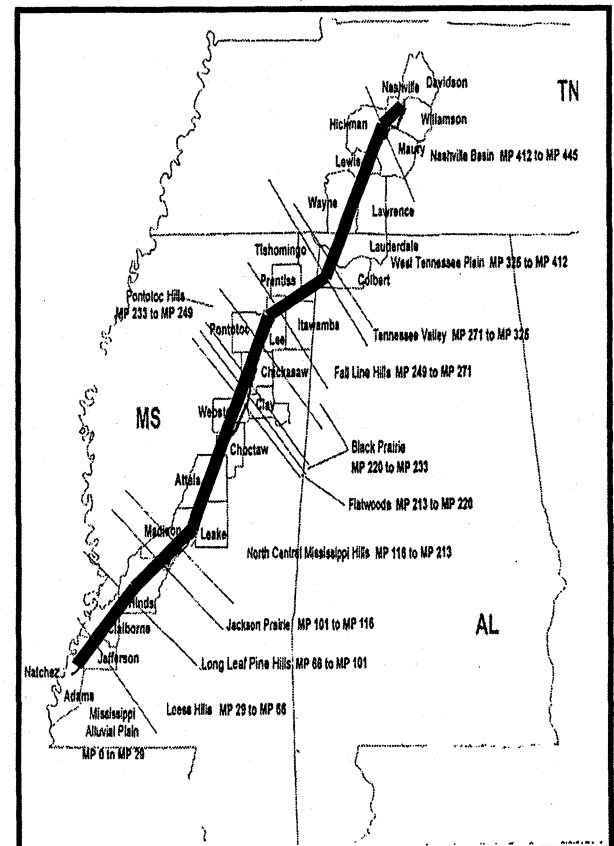 Nashville
Davidson
TN
Williamson
Hickman
Maury
Nashville Basin MP 412 to MP 445
Lewis
Wayne
Lawrence
Lauderdale
West Tennessee Plain MP 325 to MP 412
Tishomingo
Colbert
Prentiss
Pontotoc Hills
MP 233 to MP 249
Tennessee Valley MP 271 to MP 325
Itawamba
Pontotoc
Lee
Fall Line Hills MP 249 to MP 271
Chickasaw
MS
Webst
Clay
Choctaw
Black Prairie
MP 220 to MP 233
Attala
Flatwoods MP 213 to MP 220
Madison
Leake
North Central Mississippi Hills MP 116 to MP 213
Hinds
Jackson Prairie MP 101 to MP 116
AL
Claiborne
Jefferson
Long Leaf Pine Hills MP 66 to MP 101
Natchez
Adams
Loess Hills MP 29 to MP 66
Mississippi
Alluvial Plain
MP 0 to MP 29